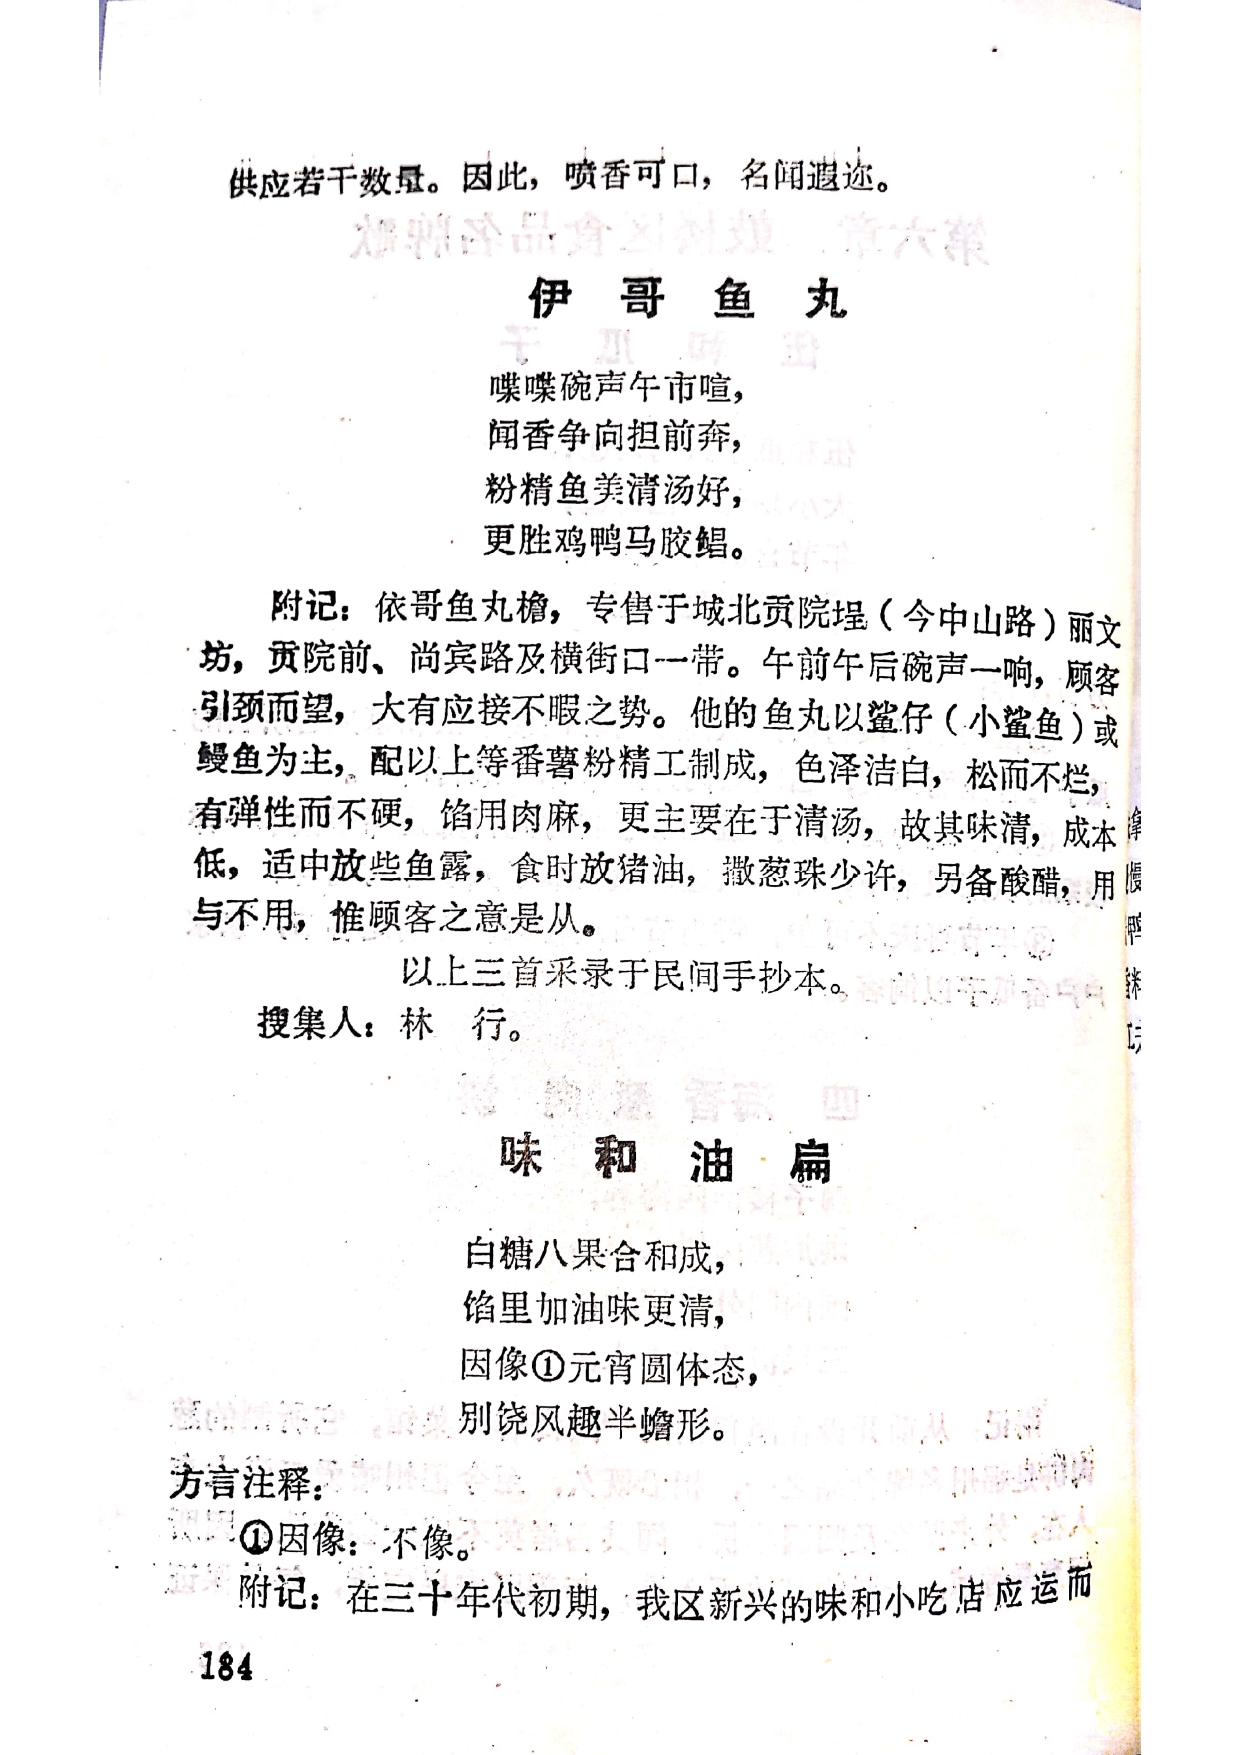 供应若干数量。因此，喷香可口，名闻遐迩。
伊哥鱼丸
喋喋碗声午市喧，
闻香争向担前奔，
粉精鱼美清汤好，
更胜鸡鸭马胶鲳。
附记：依哥鱼丸檐，专售于城北贡院埕（今中山路）丽文
坊，贡院前、尚宾路及横街口一带。午前午后碗声一响，顾客
引颈而望，大有应接不暇之势。他的鱼丸以鲨仔（小鲨鱼）或
鳗鱼为主，配以上等番薯粉精工制成，色泽洁白，松而不烂，
有弹性而不硬，馅用肉麻，更主要在于清汤，故其味清，成本
低，适中放些鱼露，食时放猪油，撒葱珠少许，另备酸醋，用
与不用，惟顾客之意是从。
以上三首采录于民间手抄本。
搜集人：林　行。
味和油扁
白糖八果合和成，
馅里加油味更清，
因像①元宵圆体态，
别饶风趣半蟾形。
方言注释：
①因像：不像。
附记：在三十年代初期，我区新兴的味和小吃店应运而
184